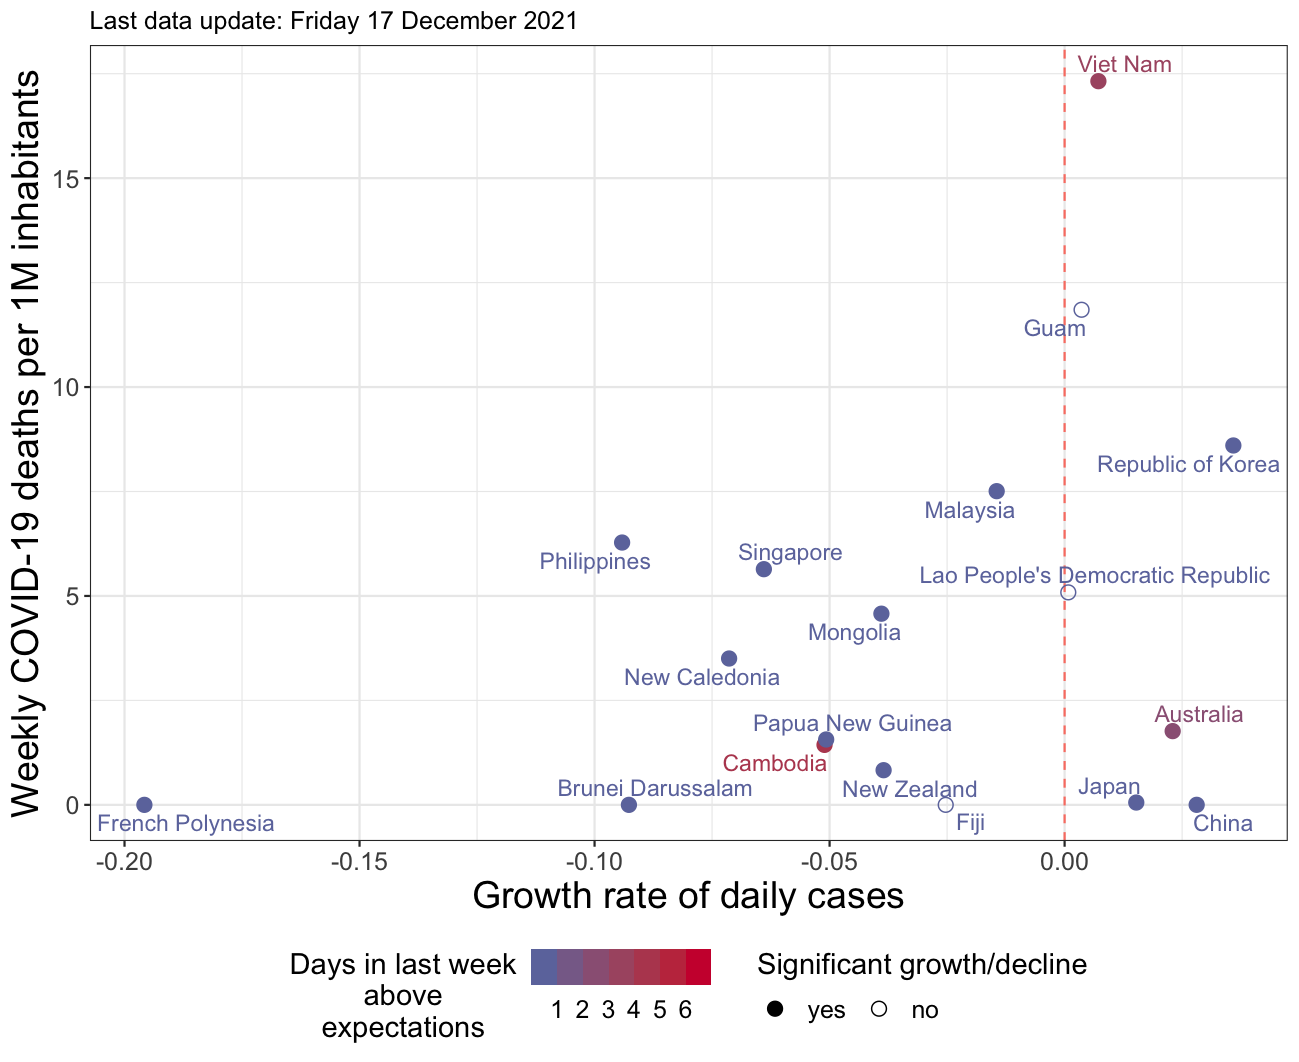 Last data update: Friday 17 December 2021
Weekly COVID-19 deaths per 1M inhabitants
15
10
5
0
Viet Nam
Guam
Republic of Korea
Malaysia
Philippines
Singapore
Lao People's Democratic Republic
Mongolia
New Caledonia
Australia
Papua New Guinea
Cambodia
Brunei Darussalam
New Zealand
Japan
French Polynesia
Fiji
China
-0.20 -0.15 -0.10 -0.05 0.00
Growth rate of daily cases
Days in last week
above
expectations
1 2 3 4 5 6
Significant growth/decline
yes no